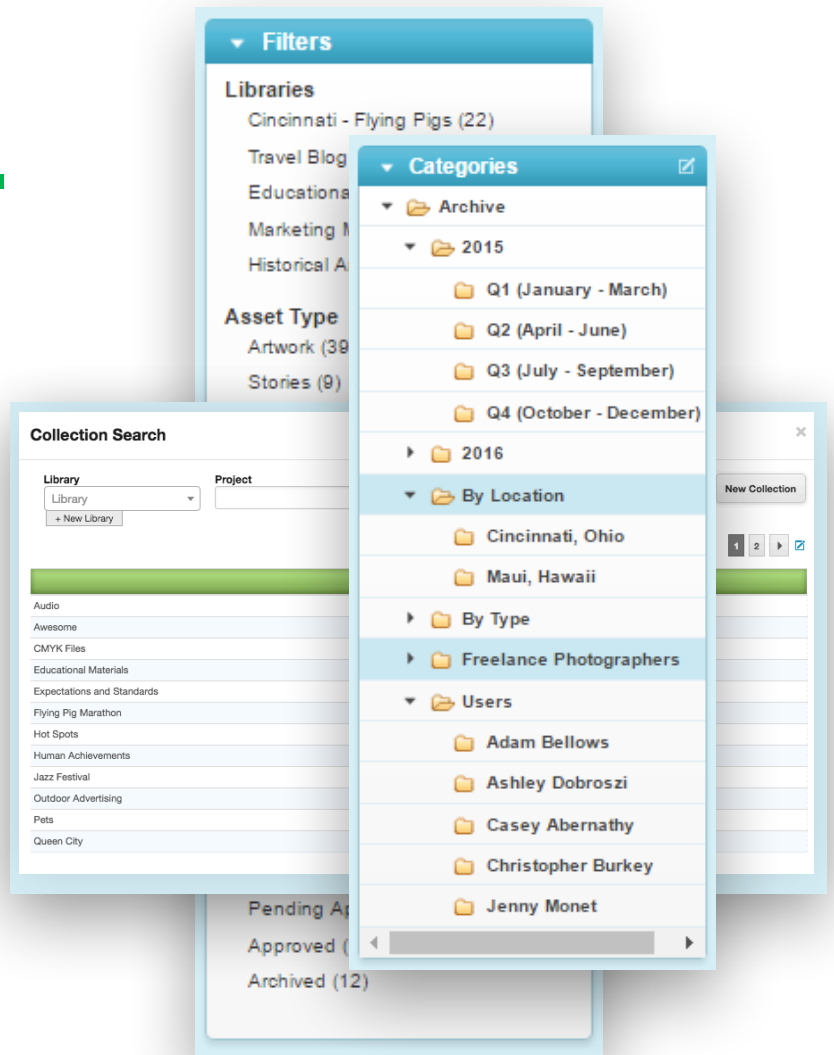 Filters
Libraries
Cincinnati - Flying Pigs (22)
Travel Blog
Marketing
Historical
Asset Type
Artwork (39
Stories (9)
Categories
Archive
2015
Q1 (January - March)
Q2 (April - June)
Q3 (July - September)
Q4 (October - December)
2016
By Location
Cincinnati, Ohio
Maui, Hawaii
By Type
Freelance Photographers
Users
Adam Bellows
Ashley Dobroszi
Casey Abernathy
Christopher Burkey
Jenny Monet
Collection Search
×
Library
Project
Library
+ New Library
New Collection
1 2
Audio
Awesome
CMYK Files
Educational Materials
Expectations and Standards
Flying Pig Marathon
Hot Spots
Human Achievements
Jazz Festival
Outdoor Advertising
Pets
Queen City
Pending
Approved (
Archived (12)